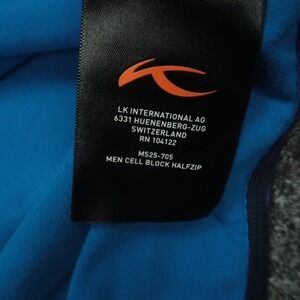 LK INTERNATIONAL AG
6331 HUENENBERG-ZUG
SWITZERLAND
RN 104122
MS25-705
MEN CELL BLOCK HALFZIP